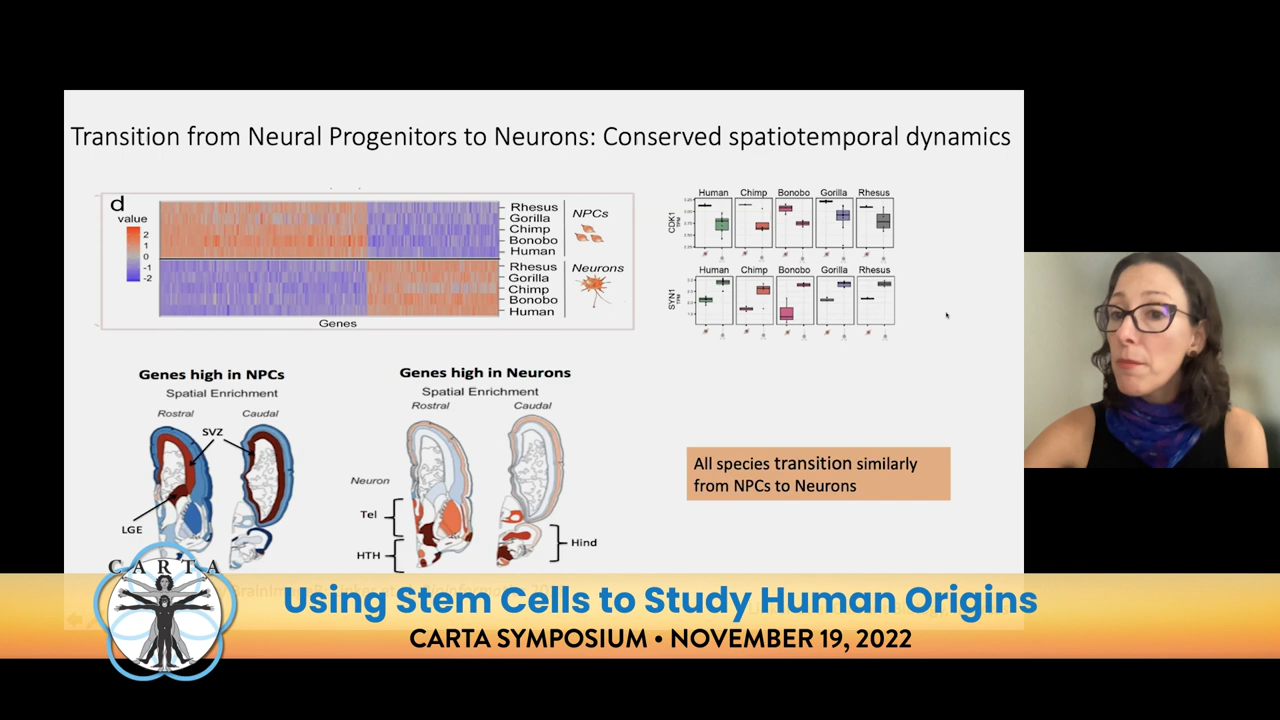 Transition from Neural Progenitors to Neurons: Conserved spatiotemporal dynamics
d
value
2
1
0
-1
-2
Rhesus
Gorilla
Chimp
Bonobo
Human
NPCs
Rhesus
Gorilla
Chimp
Bonobo
Human
Neurons
Genes
Human Chimp Bonobo Gorilla Rhesus
CDK1
TPM
Human Chimp Bonobo Gorilla Rhesus
SYN1
TPM
Genes high in NPCs
Spatial Enrichment
Rostral Caudal
SVZ
LGE
Genes high in Neurons
Spatial Enrichment
Rostral Caudal
Neuron
Tel
HTH
Hind
All species transition similarly
from NPCs to Neurons
CARTA
Using Stem Cells to Study Human Origins
CARTA SYMPOSIUM • NOVEMBER 19, 2022